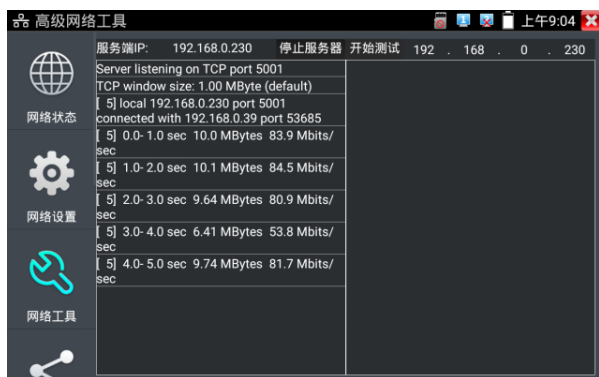 高级网络工具
上午9:04
服务端IP: 192.168.0.230 停止服务器 开始测试 192 . 168 . 0 . 230
Server listening on TCP port 5001
TCP window size: 1.00 MByte (default)
[ 5] local 192.168.0.230 port 5001
connected with 192.168.0.39 port 53685
[ 5] 0.0- 1.0 sec 10.0 MBytes 83.9 Mbits/
sec
[ 5] 1.0- 2.0 sec 10.1 MBytes 84.5 Mbits/
sec
[ 5] 2.0- 3.0 sec 9.64 MBytes 80.9 Mbits/
sec
[ 5] 3.0- 4.0 sec 6.41 MBytes 53.8 Mbits/
sec
[ 5] 4.0- 5.0 sec 9.74 MBytes 81.7 Mbits/
sec
网络状态
网络设置
网络工具